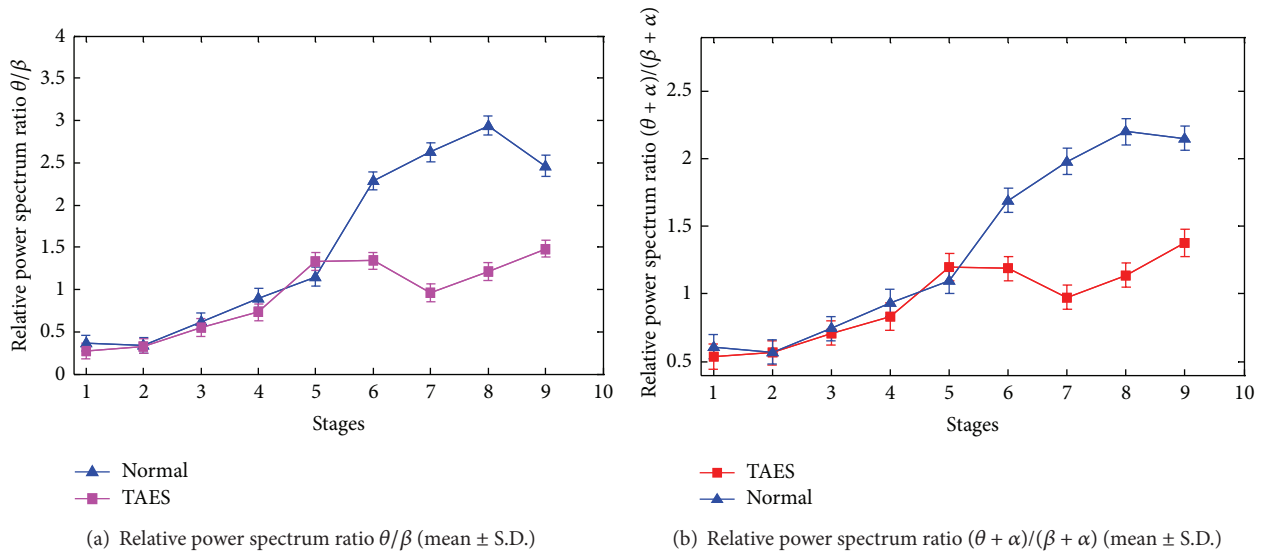 Relative power spectrum ratio θ/β
4
3.5
3
2.5
2
1.5
1
0.5
0
1 2 3 4 5 6 7 8 9 10
Stages
Normal
TAES
(a) Relative power spectrum ratio θ/β (mean ± S.D.)
Relative power spectrum ratio (θ + α)/(β + α)
2.5
2
1.5
1
0.5
1 2 3 4 5 6 7 8 9 10
Stages
TAES
Normal
(b) Relative power spectrum ratio (θ + α)/(β + α) (mean ± S.D.)